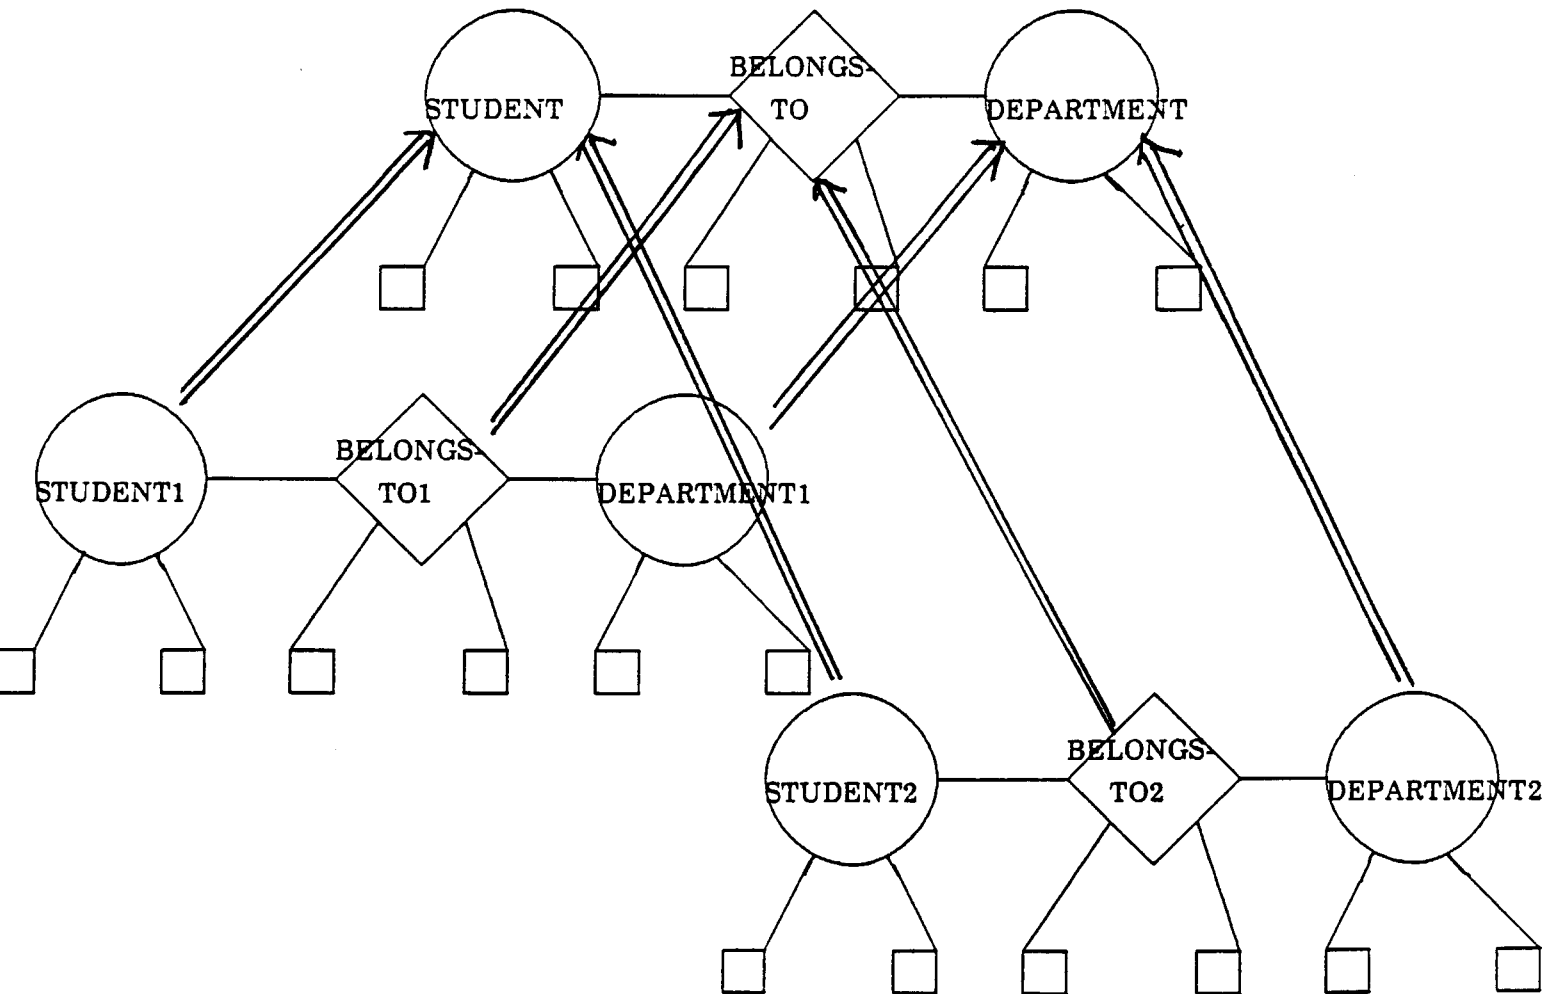 BELONGS-
STUDENT TO DEPARTMENT
BELONGS-
STUDENT1 TO1 DEPARTMENT1
BELONGS-
STUDENT2 TO2 DEPARTMENT2